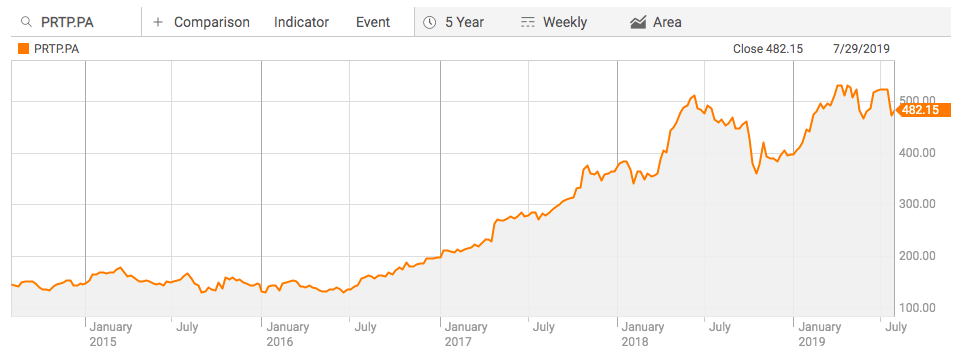 PRTP.PA + Comparison Indicator Event 5 Year Weekly Area
PRTP.PA Close 482.15 7/29/2019
500.00
482.15
400.00
300.00
200.00
100.00
January July January July January July January July January July
2015 2016 2017 2018 2019